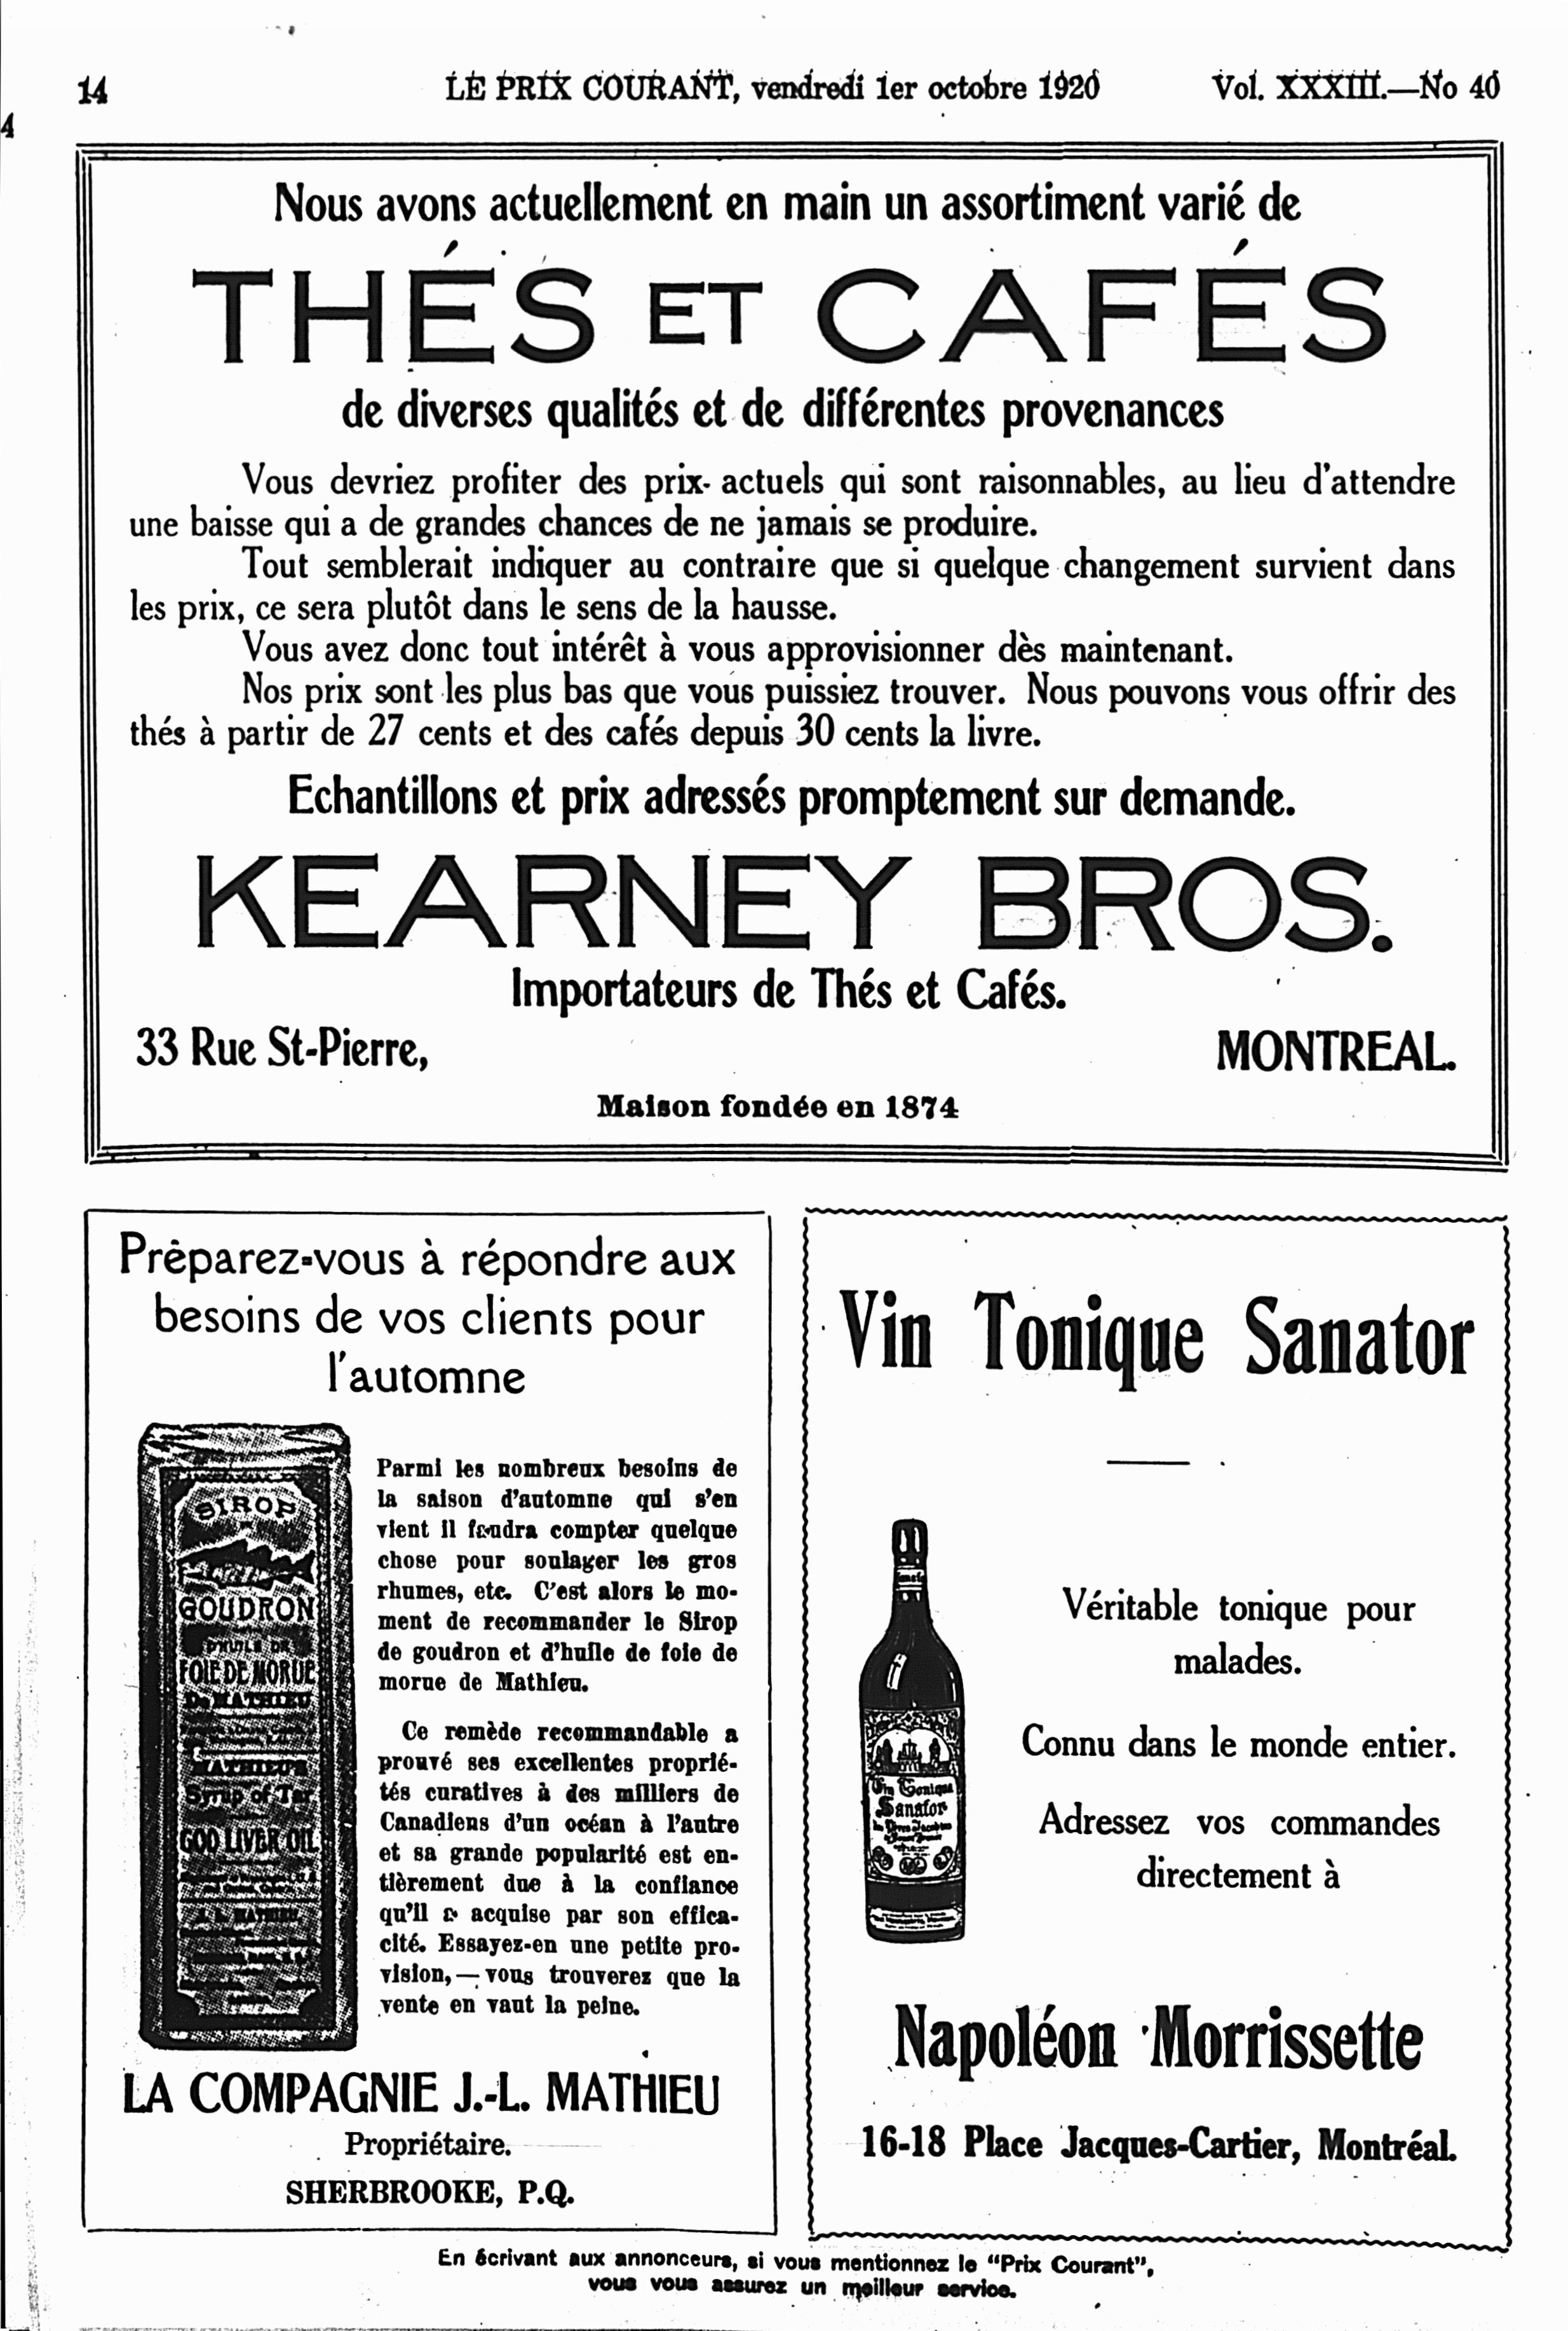 14
LE PRIX COURANT, vendredi 1er octobre 1920
Vol. XXXIII.—No 40
4
Nous avons actuellement en main un assortiment varié de
THÉS ET CAFÉS
de diverses qualités et de différentes provenances
Vous devriez profiter des prix actuels qui sont raisonnables, au lieu d'attendre
une baisse qui a de grandes chances de ne jamais se produire.
Tout semblerait indiquer au contraire que si quelque changement survient dans
les prix, ce sera plutôt dans le sens de la hausse.
Vous avez donc tout intérêt à vous approvisionner dès maintenant.
Nos prix sont les plus bas que vous puissiez trouver. Nous pouvons vous offrir des
thés à partir de 27 cents et des cafés depuis 30 cents la livre.
Echantillons et prix adressés promptement sur demande.
KEARNEY BROS.
Importateurs de Thés et Cafés.
33 Rue St-Pierre,
MONTREAL.
Maison fondée en 1874
Prêparez-vous à répondre aux
besoins de vos clients pour
l'automne
SIROP
GOUDRON
D'HUILE DE
FOIE DE MORUE
De MATHIEU
MATHIEU'S
Syrup of Tar
COD LIVER OIL
J. L. MATHIEU,
Parmi les nombreux besoins de
la saison d'automne qui s'en
vient il faudra compter quelque
chose pour soulager les gros
rhumes, etc. C'est alors le mo-
ment de recommander le Sirop
de goudron et d'huile de foie de
morue de Mathieu.
Ce remède recommandable a
prouvé ses excellentes proprié-
tés curatives à des milliers de
Canadiens d'un océan à l'autre
et sa grande popularité est en-
tièrement due à la confiance
qu'il a acquise par son effica-
cité. Essayez-en une petite pro-
vision,—vous trouverez que la
vente en vaut la peine.
LA COMPAGNIE J.-L. MATHIEU
Propriétaire.
SHERBROOKE, P.Q.
Vin Tonique Sanator
Vin Tonique
Sanator
Véritable tonique pour
malades.
Connu dans le monde entier.
Adressez vos commandes
directement à
Napoléon Morrissette
16-18 Place Jacques-Cartier, Montréal.
En écrivant aux annonceurs, si vous mentionnez le "Prix Courant",
vous vous assurez un meilleur service.